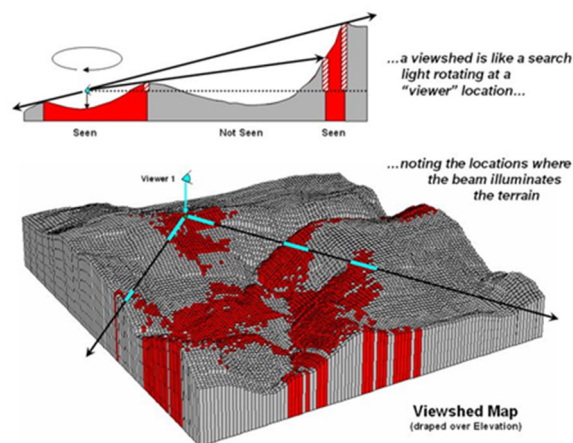 ...a viewshed is like a search
light rotating at a
"viewer" location...
Seen
Not Seen
Seen
...noting the locations where
the beam illuminates
the terrain
Viewer 1
Viewshed Map
(draped over Elevation)